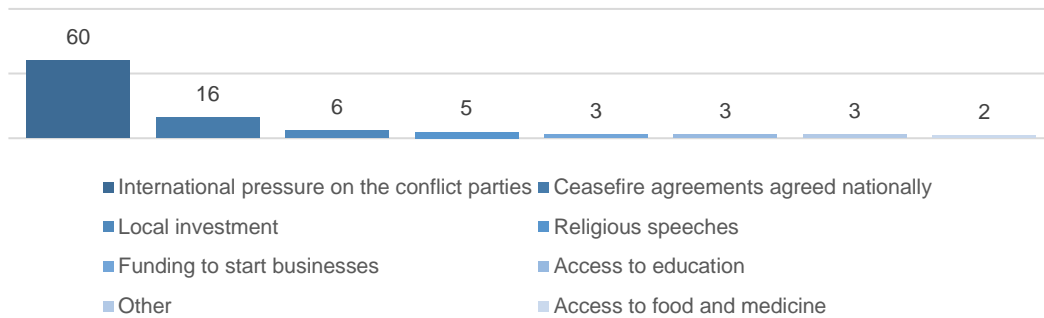 60
16
6
5
3
3
3
2
International pressure on the conflict parties
Ceasefire agreements agreed nationally
Local investment
Religious speeches
Funding to start businesses
Access to education
Other
Access to food and medicine